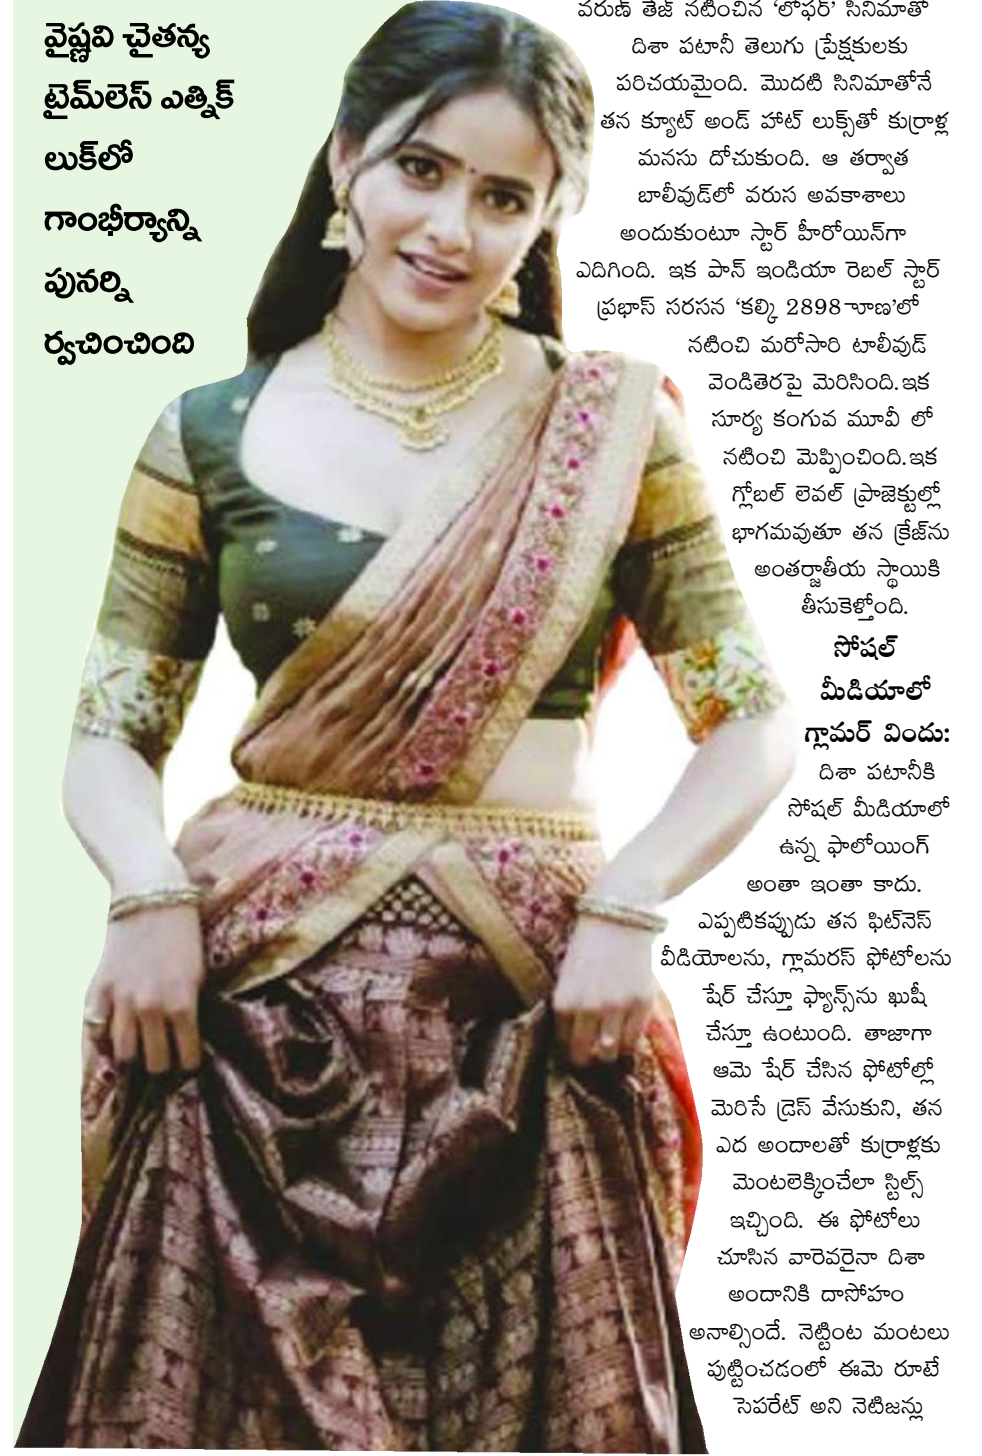 వైష్ణవి చైతన్య
టైమ్‌లెస్ ఎత్నిక్
లుక్‌లో
గాంభీర్యాన్ని
పునర్ని
ర్వచించింది
వరుణ్ తేజ్ నటించిన ‘లోఫర్’ సినిమాతో
దిశా పటానీ తెలుగు ప్రేక్షకులకు
పరిచయమైంది. మొదటి సినిమాతోనే
తన క్యూట్ అండ్ హాట్ లుక్స్‌తో కుర్రాళ్ల
మనసు దోచుకుంది. ఆ తర్వాత
బాలీవుడ్‌లో వరుస అవకాశాలు
అందుకుంటూ స్టార్ హీరోయిన్‌గా
ఎదిగింది. ఇక పాన్ ఇండియా రెబల్ స్టార్
ప్రభాస్ సరసన ‘కల్కి 2898
నటించి మరోసారి టాలీవుడ్
వెండితెరపై మెరిసింది.ఇక
సూర్య కంగువ మూవీ లో
నటించి మెప్పించింది.ఇక
గ్లోబల్ లెవల్ ప్రాజెక్టుల్లో
భాగమవుతూ తన క్రేజ్‌ను
అంతర్జాతీయ స్థాయికి
తీసుకెళ్తోంది.
సోషల్
మీడియాలో
గ్లామర్ విందు:
దిశా పటానీకి
సోషల్ మీడియాలో
ఉన్న ఫాలోయింగ్
అంతా ఇంతా కాదు.
ఎప్పటికప్పుడు తన ఫిట్‌నెస్
వీడియోలను, గ్లామరస్ ఫోటోలను
షేర్ చేస్తూ ఫ్యాన్స్‌ను ఖుషీ
చేస్తూ ఉంటుంది. తాజాగా
ఆమె షేర్ చేసిన ఫోటోల్లో
మెరిసే డ్రెస్ వేసుకుని, తన
ఎద అందాలతో కుర్రాళ్లకు
మెంటలెక్కించేలా స్టిల్స్
ఇచ్చింది. ఈ ఫోటోలు
చూసిన వారెవరైనా దిశా
అందానికి దాసోహం
అనాల్సిందే. నెట్టింట మంటలు
పుట్టించడంలో ఈమె రూటే
సెపరేట్ అని నెటిజన్లు